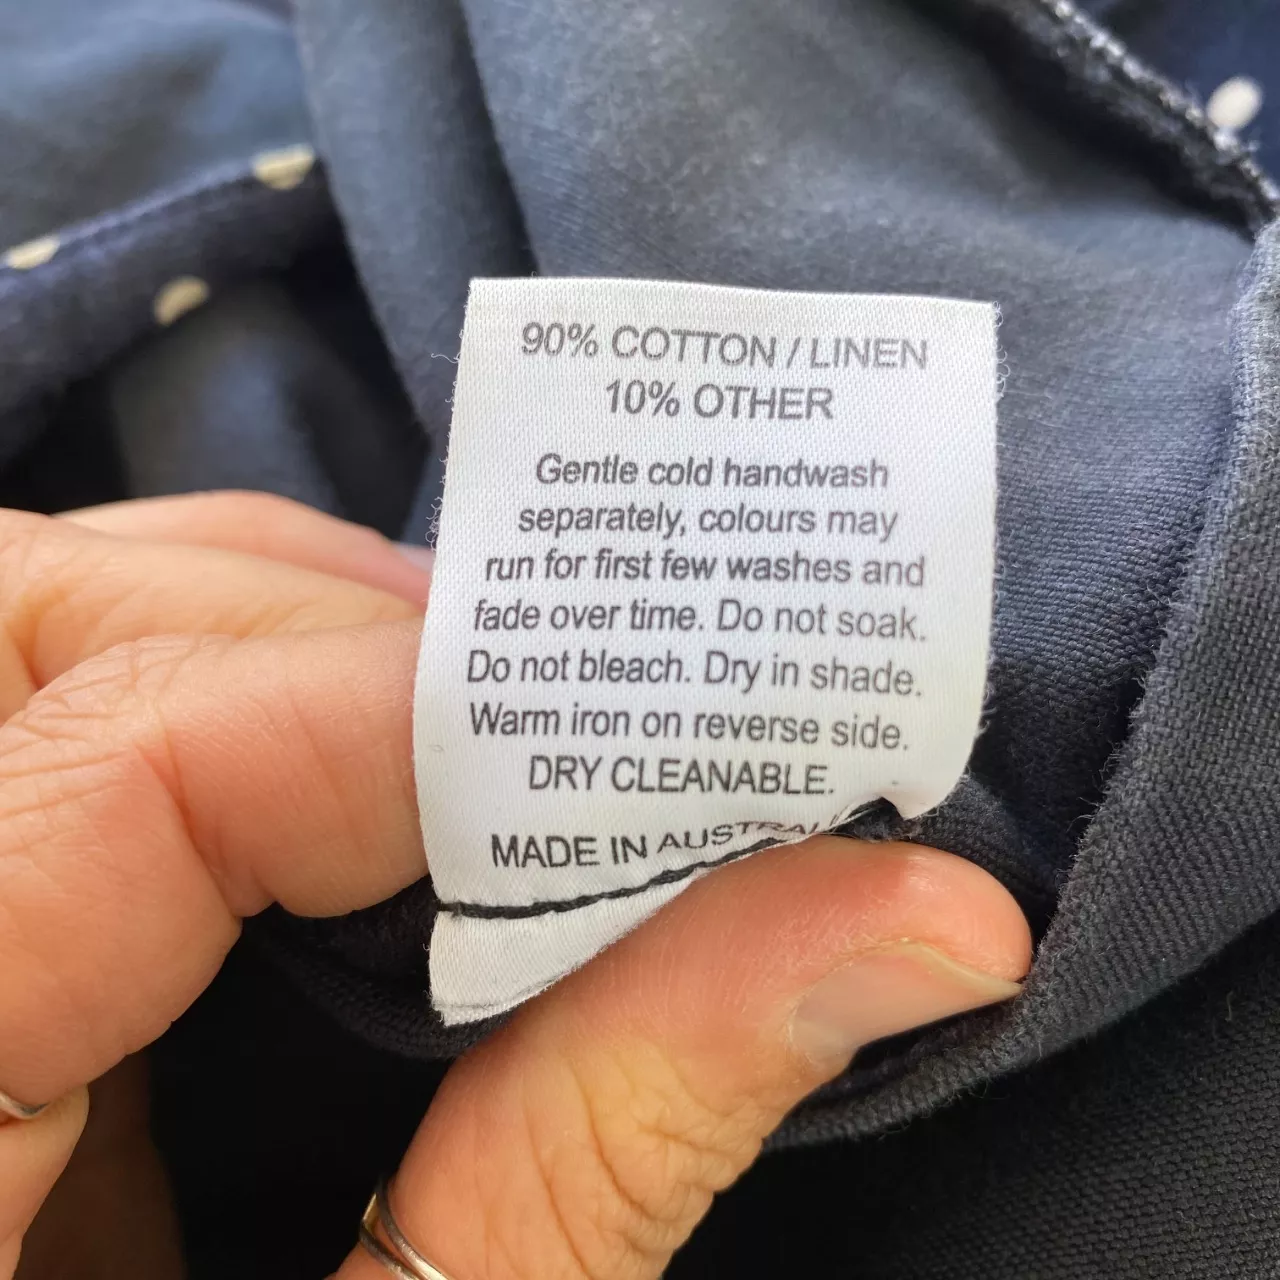 90% COTTON / LINEN
10% OTHER
Gentle cold handwash
separately, colours may
run for first few washes and
fade over time. Do not soak.
Do not bleach. Dry in shade.
Warm iron on reverse side.
DRY CLEANABLE.
MADE IN AUSTRALI